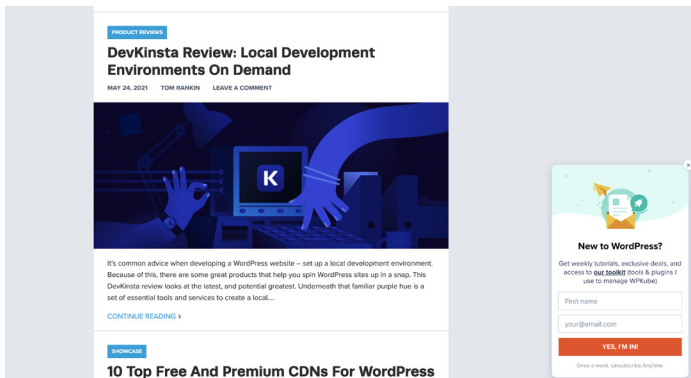 PRODUCT REVIEWS
DevKinsta Review: Local Development
Environments On Demand
MAY 24, 2021 TOM RANKIN LEAVE A COMMENT
K
It's common advice when developing a WordPress website – set up a local development environment.
Because of this, there are some great products that help you spin WordPress sites up in a snap. This
DevKinsta review looks at the latest, and potential greatest. Underneath that familiar purple hue is a
set of essential tools and services to create a local....
CONTINUE READING >
SHOWCASE
10 Top Free And Premium CDNs For WordPress
×
New to WordPress?
Get weekly tutorials, exclusive deals, and
access to our toolkit (tools & plugins I
use to manage WPKube)
First name
your@email.com
YES, I'M IN!
Once a week. Unsubscribe Anytime.